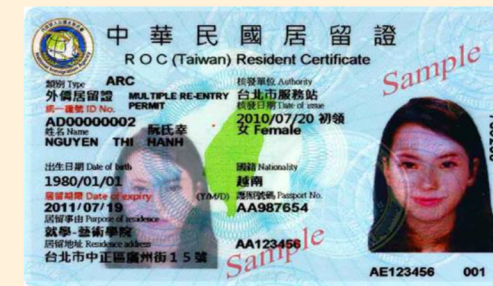 中華民國居留證
ROC (Taiwan) Resident Certificate
類別 Type ARC
外僑居留證 MULTIPLE RE-ENTRY PERMIT
統一證號 ID No.
AD00000002
姓名 Name 阮氏幸
NGUYEN THI HANH
核發單位 Authority
台北市服務站
核發日期 Date of issue
2010/07/20 初領
女 Female
出生日期 Date of birth
1980/01/01
國籍 Nationality
越南
居留期限 Date of expiry (Y/M/D)
2011/07/19
護照號碼 Passport No.
AA987654
居留事由 Purpose of residence
就學-藝術學院
居留地址 Residence address
台北市中正區廣州街15號
AA123456
Sample
Sample
AE123456 001